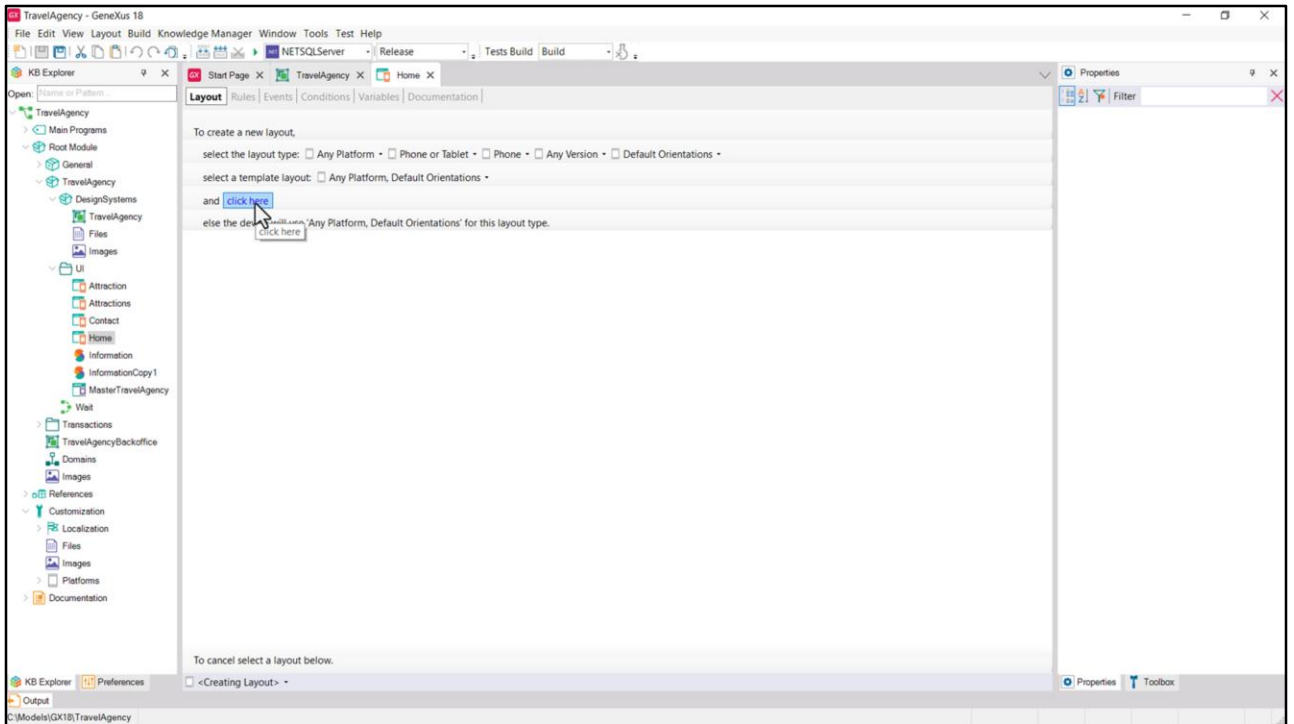 TravelAgency - GeneXus 18
File Edit View Layout Build Knowledge Manager Window Tools Test Help
NETSQLServer Release Tests Build Build
KB Explorer
Open: Name or Pattern...
TravelAgency
Main Programs
Root Module
General
TravelAgency
DesignSystems
TravelAgency
Files
Images
UI
Attraction
Attractions
Contact
Home
Information
InformationCopy1
MasterTravelAgency
Wait
Transactions
TravelAgencyBackoffice
Domains
Images
References
Customization
Localization
Files
Images
Platforms
Documentation
KB Explorer Preferences
Start Page TravelAgency Home
Layout Rules Events Conditions Variables Documentation
To create a new layout,
select the layout type: Any Platform Phone or Tablet Phone Any Version Default Orientations
select a template layout: Any Platform, Default Orientations
and click here
else the de will use 'Any Platform, Default Orientations' for this layout type.
click here
To cancel select a layout below.
<Creating Layout>
Properties
Filter
Properties Toolbox
Output
C:\Models\GX18\TravelAgency